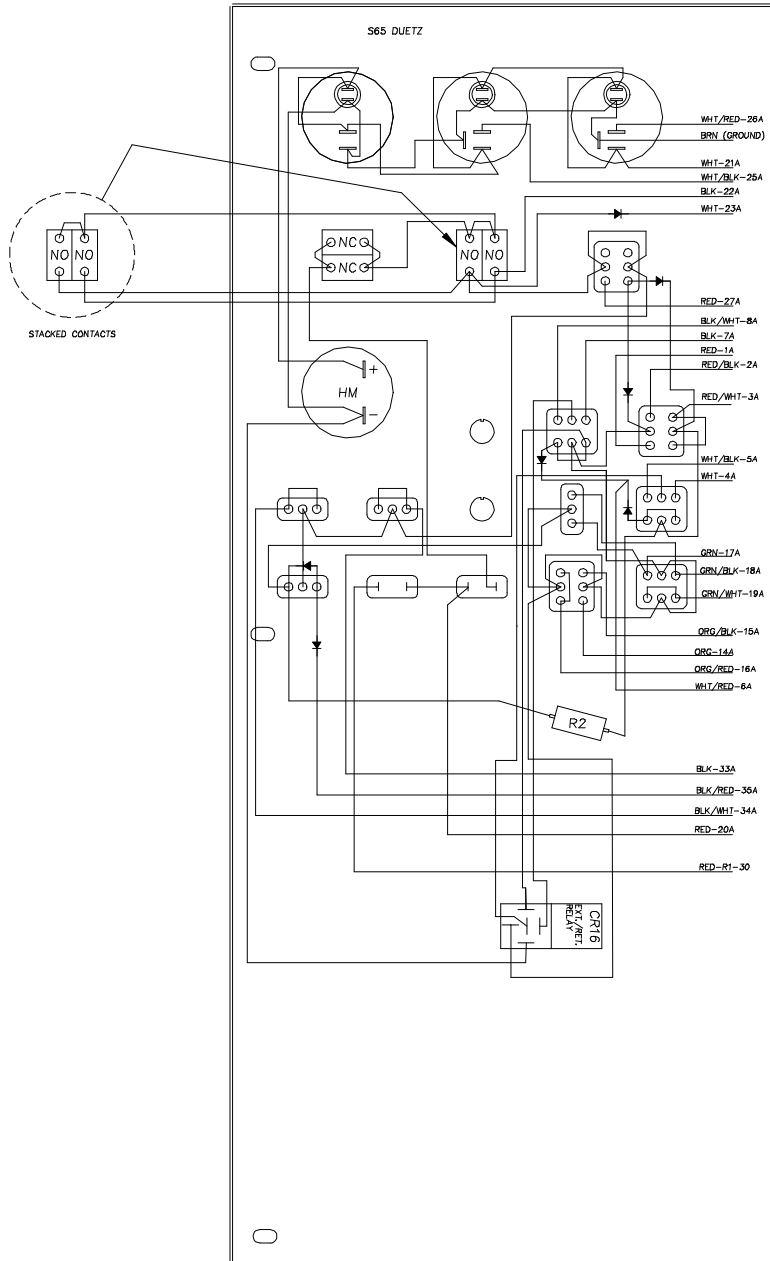 S65 DUETZ
WHT/RED-26A
BRN (GROUND)
WHT-21A
WHT/BLK-25A
BLK-22A
WHT-23A
NO NO
NC
NC
NO NO
STACKED CONTACTS
RED-27A
BLK/WHT-8A
BLK-7A
RED-1A
RED/BLK-2A
+
HM
-
RED/WHT-3A
WHT/BLK-5A
WHT-4A
GRN-17A
GRN/BLK-18A
GRN/WHT-19A
ORG/BLK-15A
ORG-14A
ORG/RED-16A
WHT/RED-6A
R2
BLK-33A
BLK/RED-35A
BLK/WHT-34A
RED-20A
RED-R1-30
CR16
EXT./RET.
RELAY